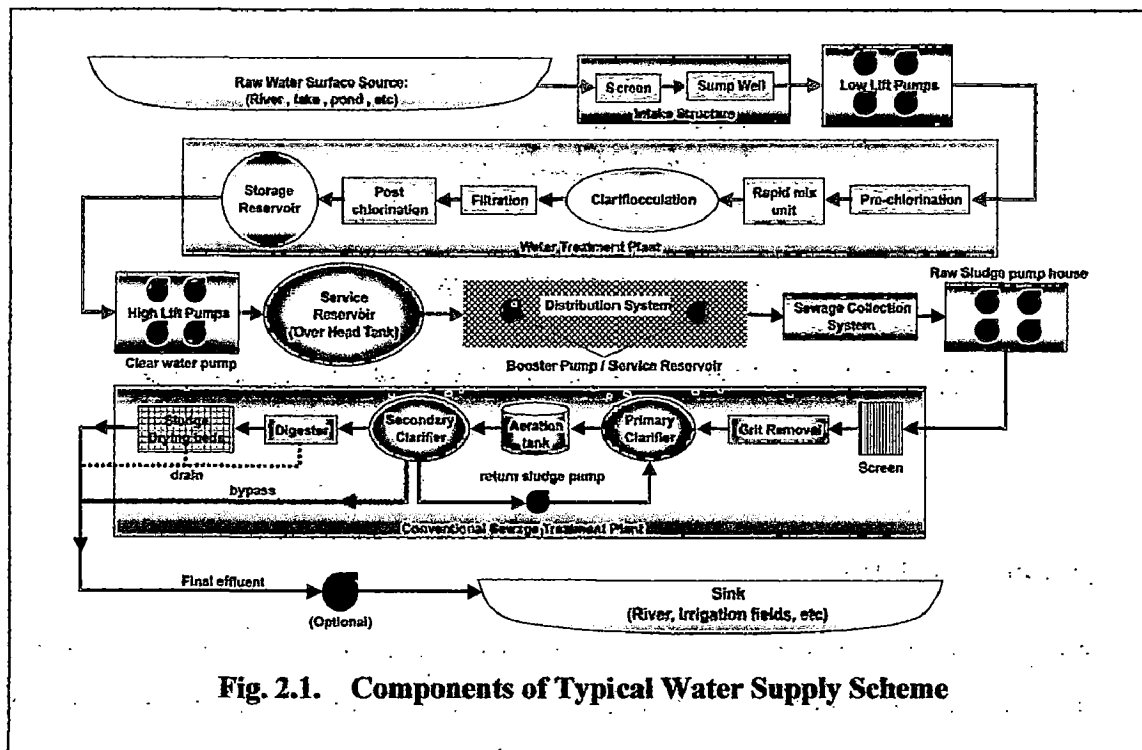 Raw Water Surface Source:
(River, lake, pond, etc)
Screen
Sump Well
Intake Structure
Low Lift Pumps
Storage
Reservoir
Post
chlorination
Filtration
Clariflocculation
Rapid mix
unit
Pre-chlorination
Water Treatment Plant
High Lift Pumps
Clear water pump
Service
Reservoir
(Over Head Tank)
Distribution System
Booster Pump / Service Reservoir
Sewage Collection
System
Raw Sludge pump house
Sludge
Drying beds
Digester
Secondary
Clarifier
Aeration
tank
Primary
Clarifier
Grit Removal
Screen
drain
bypass
return sludge pump
Conventional Sewage Treatment Plant
Final effluent
(Optional)
Sink
(River, Irrigation fields, etc)
Fig. 2.1. Components of Typical Water Supply Scheme